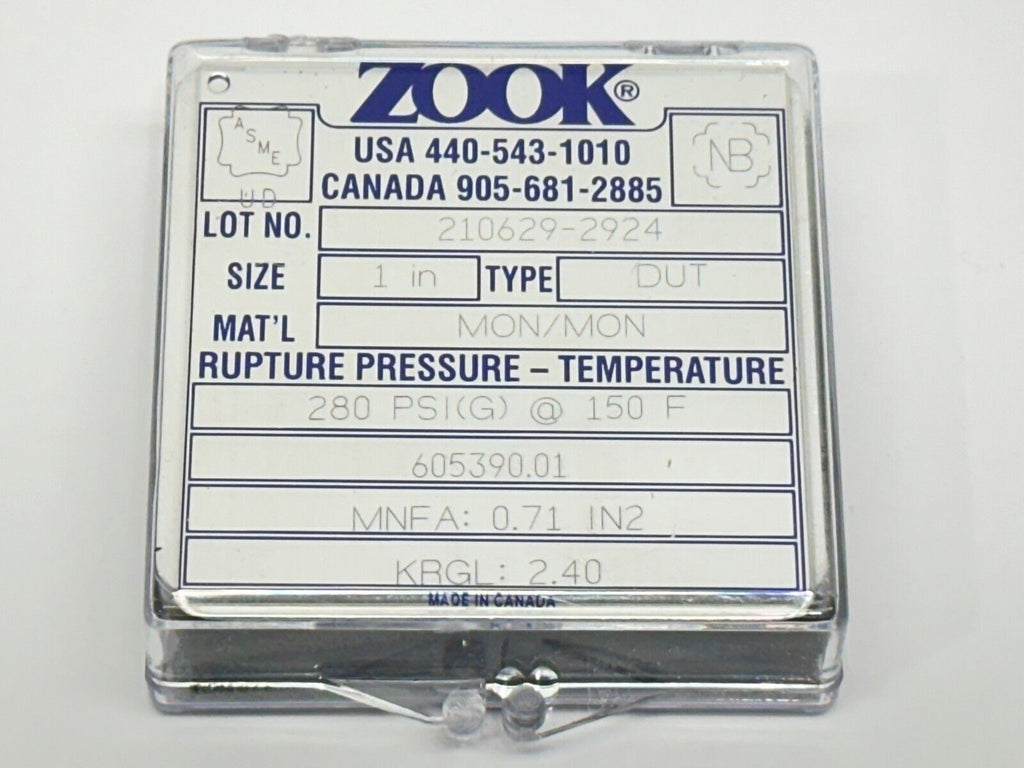 ZOOK®
ASME
UD
USA 440-543-1010
NB
CANADA 905-681-2885
LOT NO. 210629-2924
SIZE 1 in TYPE DUT
MAT'L MON/MON
RUPTURE PRESSURE – TEMPERATURE
280 PSI(G) @ 150 F
605390.01
MNFA: 0.71 IN2
KRGL: 2.40
MADE IN CANADA